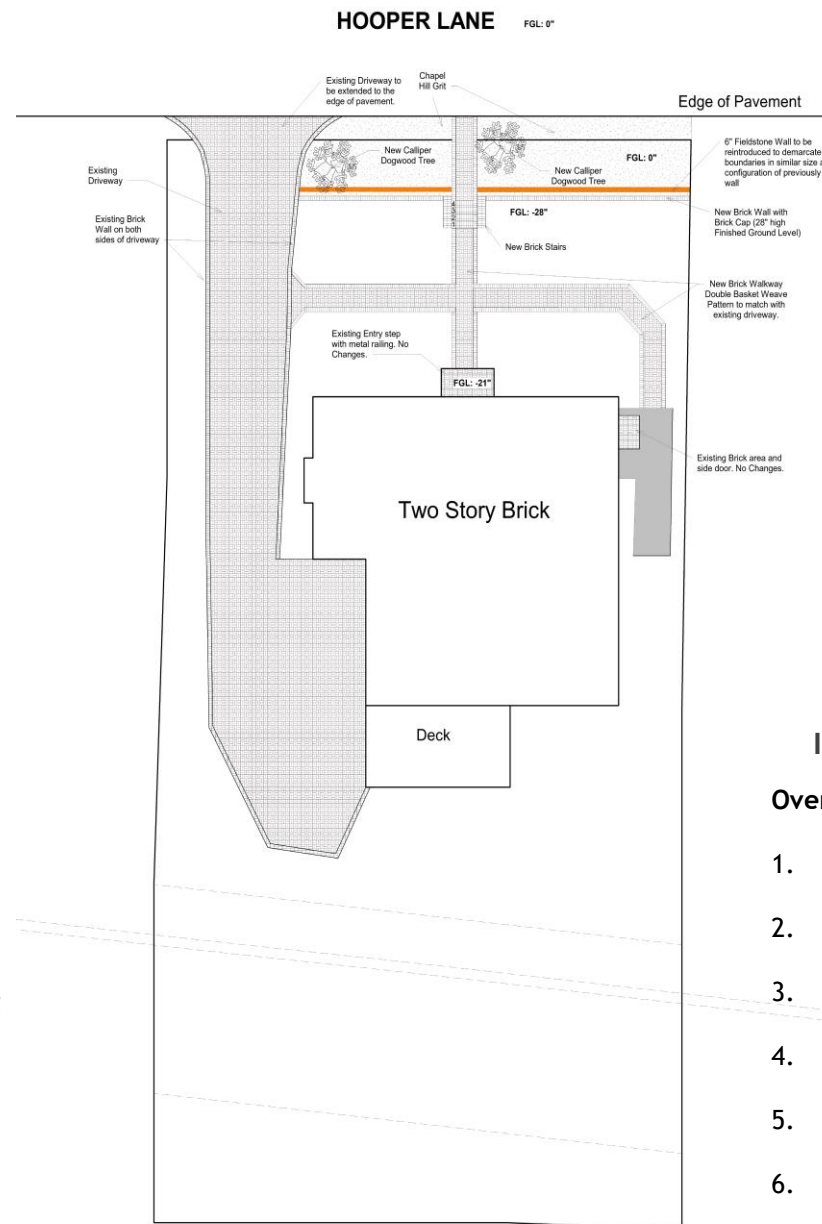 HOOPER LANE FGL: 0"
Existing Driveway to
be extended to the
edge of pavement.
Chapel
Hill Grit
Edge of Pavement
New Calliper
Dogwood Tree
New Calliper
Dogwood Tree
FGL: 0"
6" Fieldstone Wall to be
reintroduced to demarcate
boundaries in similar size a
configuration of previously
wall
Existing
Driveway
Existing Brick
Wall on both
sides of driveway
FGL: -28"
New Brick Stairs
New Brick Wall with
Brick Cap (28" high
Finished Ground Level)
New Brick Walkway
Double Basket Weave
Pattern to match with
existing driveway.
Existing Entry step
with metal railing. No
Changes.
FGL: -21"
Existing Brick area and
side door. No Changes.
Two Story Brick
Deck
Over
1.
2.
3.
4.
5.
6.